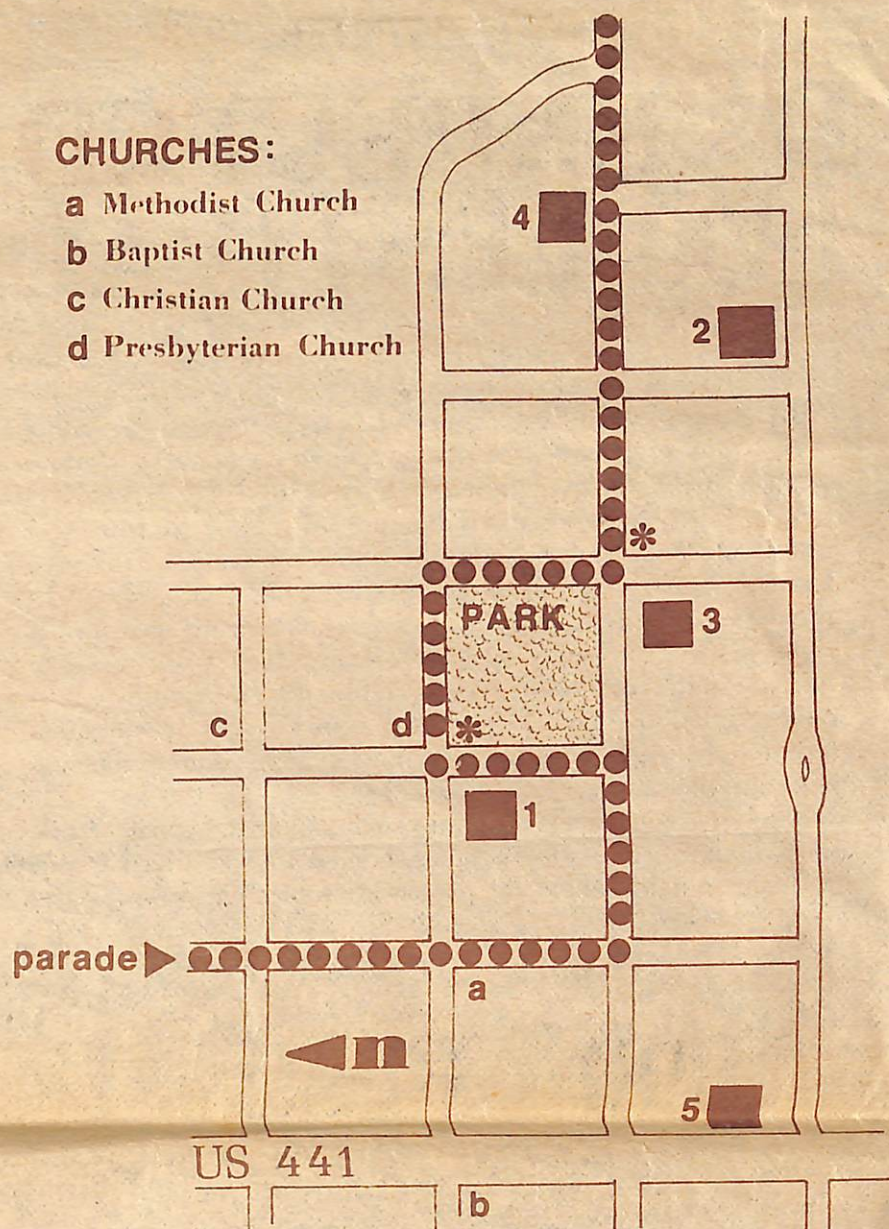 CHURCHES:
a Methodist Church
b Baptist Church
c Christian Church
d Presbyterian Church
4
2
*
PARK
3
c
d
*
1
parade
a
n
5
US 441
b